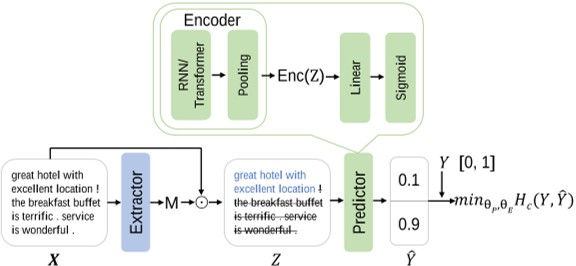 Encoder
RNN/
Transformer
Pooling
Enc(Z)
Linear
Sigmoid
great hotel with
excellent location !
the breakfast buffet
is terrific . service
is wonderful .
X
Extractor
M
great hotel with
excellent location !
the breakfast buffet
is terrific . service
is wonderful .
Z
Predictor
0.1
0.9
Ŷ
Y [0, 1]
min_{θ_P,θ_E} H_c(Y,Ŷ)